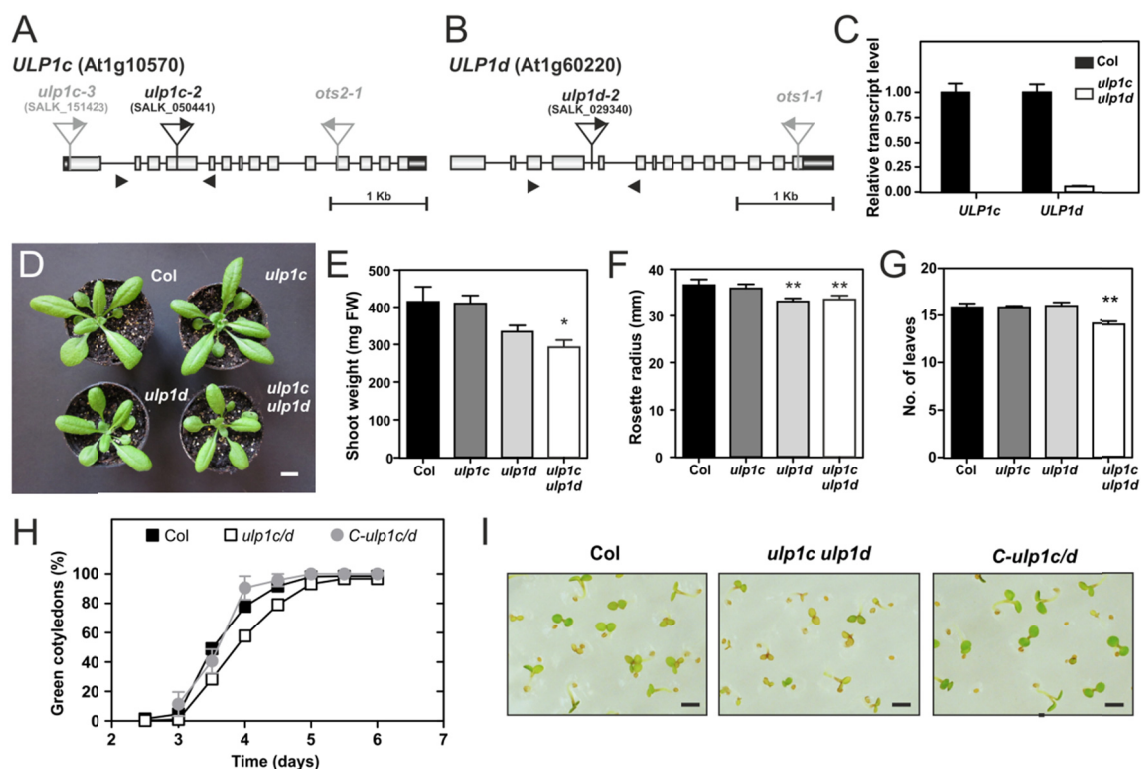 A
ULP1c (At1g10570)
ulp1c-3
(SALK_151423)
ulp1c-2
(SALK_050441)
ots2-1
1 Kb
B
ULP1d (At1g60220)
ulp1d-2
(SALK_029340)
ots1-1
1 Kb
C
Relative transcript level
1.00
0.75
0.50
0.25
0.00
Col
ulp1c
ulp1d
ULP1c
ULP1d
D
Col
ulp1c
ulp1d
ulp1c
ulp1d
E
Shoot weight (mg FW)
500
400
300
200
100
0
*
Col
ulp1c
ulp1d
ulp1c
ulp1d
F
Rosette radius (mm)
40
30
20
10
0
**
**
Col
ulp1c
ulp1d
ulp1c
ulp1d
G
No. of leaves
20
15
10
5
0
**
Col
ulp1c
ulp1d
ulp1c
ulp1d
H
Green cotyledons (%)
Col
ulp1c/d
C-ulp1c/d
100
80
60
40
20
0
2
3
4
5
6
7
Time (days)
I
Col
ulp1c ulp1d
C-ulp1c/d